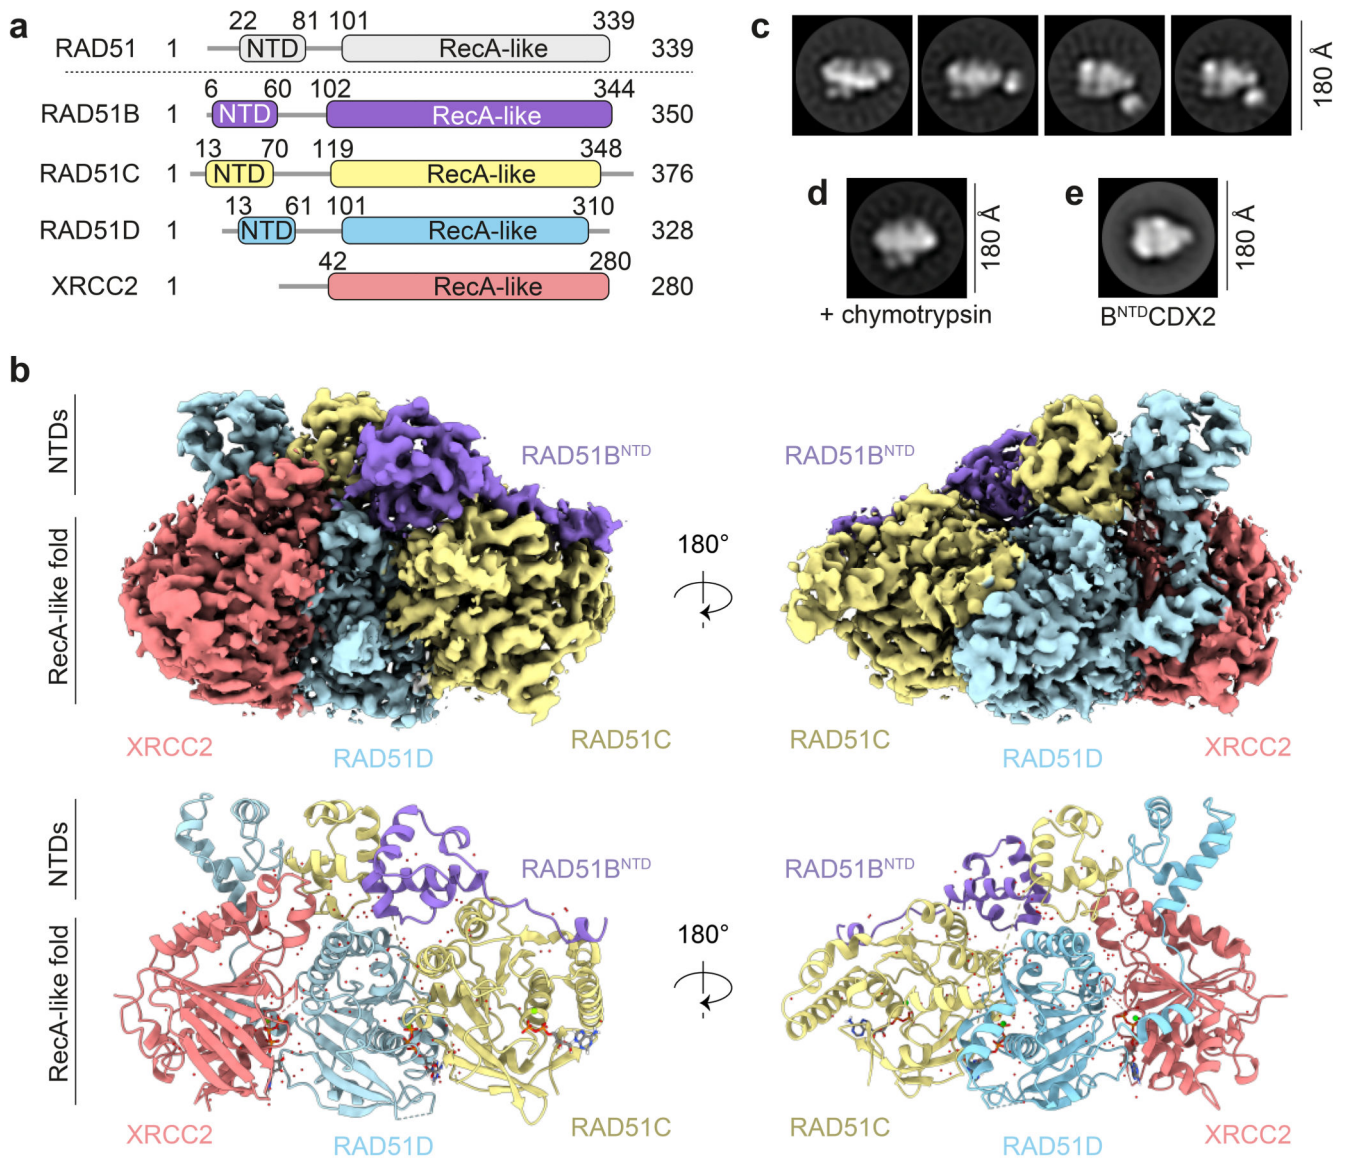 a
22 81 101 339
RAD51 1 NTD RecA-like 339
6 60 102 344
RAD51B 1 NTD RecA-like 350
13 70 119 348
RAD51C 1 NTD RecA-like 376
13 61 101 310
RAD51D 1 NTD RecA-like 328
42 280
XRCC2 1 RecA-like 280
c
180 Å
d
180 Å
+ chymotrypsin
e
180 Å
BNTDCDX2
b
NTDs
RecA-like fold
RAD51BNTD
XRCC2
RAD51D
RAD51C
180°
RAD51BNTD
RAD51C
RAD51D
XRCC2
NTDs
RecA-like fold
RAD51BNTD
XRCC2
RAD51D
RAD51C
180°
RAD51BNTD
RAD51C
RAD51D
XRCC2